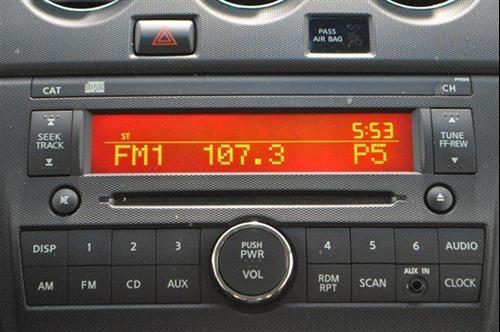 PASS
AIR BAG
CAT
CH
SEEK
TRACK
ST
5:53
FM1 107.3 P5
TUNE
FF-REW
DISP 1 2 3
PUSH
PWR
VOL
4 5 6 AUDIO
AM FM CD AUX
RDM
RPT
SCAN
AUX IN
CLOCK